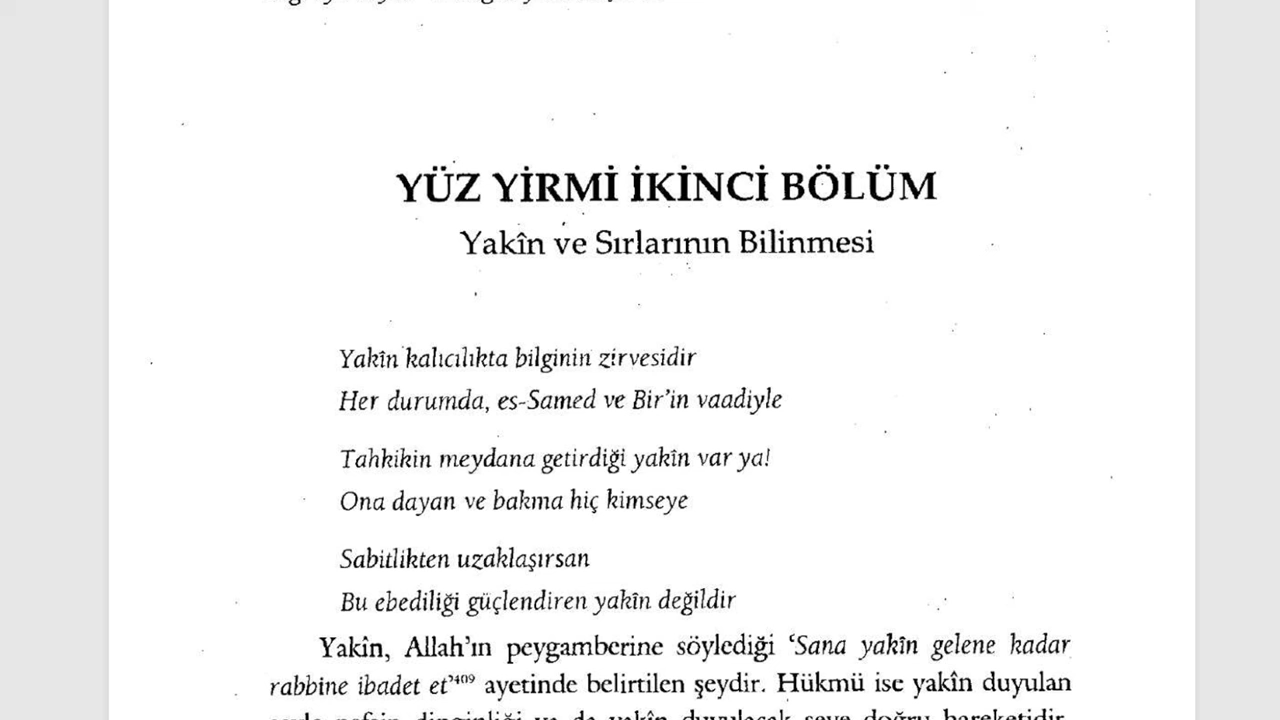 YÜZ YİRMİ İKİNCİ BÖLÜM
Yakîn ve Sırlarının Bilinmesi
Yakîn kalıcılıkta bilginin zirvesidir
Her durumda, es-Samed ve Bir'in vaadiyle
Tahkikin meydana getirdiği yakîn var ya!
Ona dayan ve bakma hiç kimseye
Sabitlikten uzaklaşırsan
Bu ebediliği güçlendiren yakîn değildir
Yakîn, Allah'ın peygamberine söylediği 'Sana yakîn gelene kadar
rabbine ibadet et'409 ayetinde belirtilen şeydir. Hükmü ise yakîn duyulan